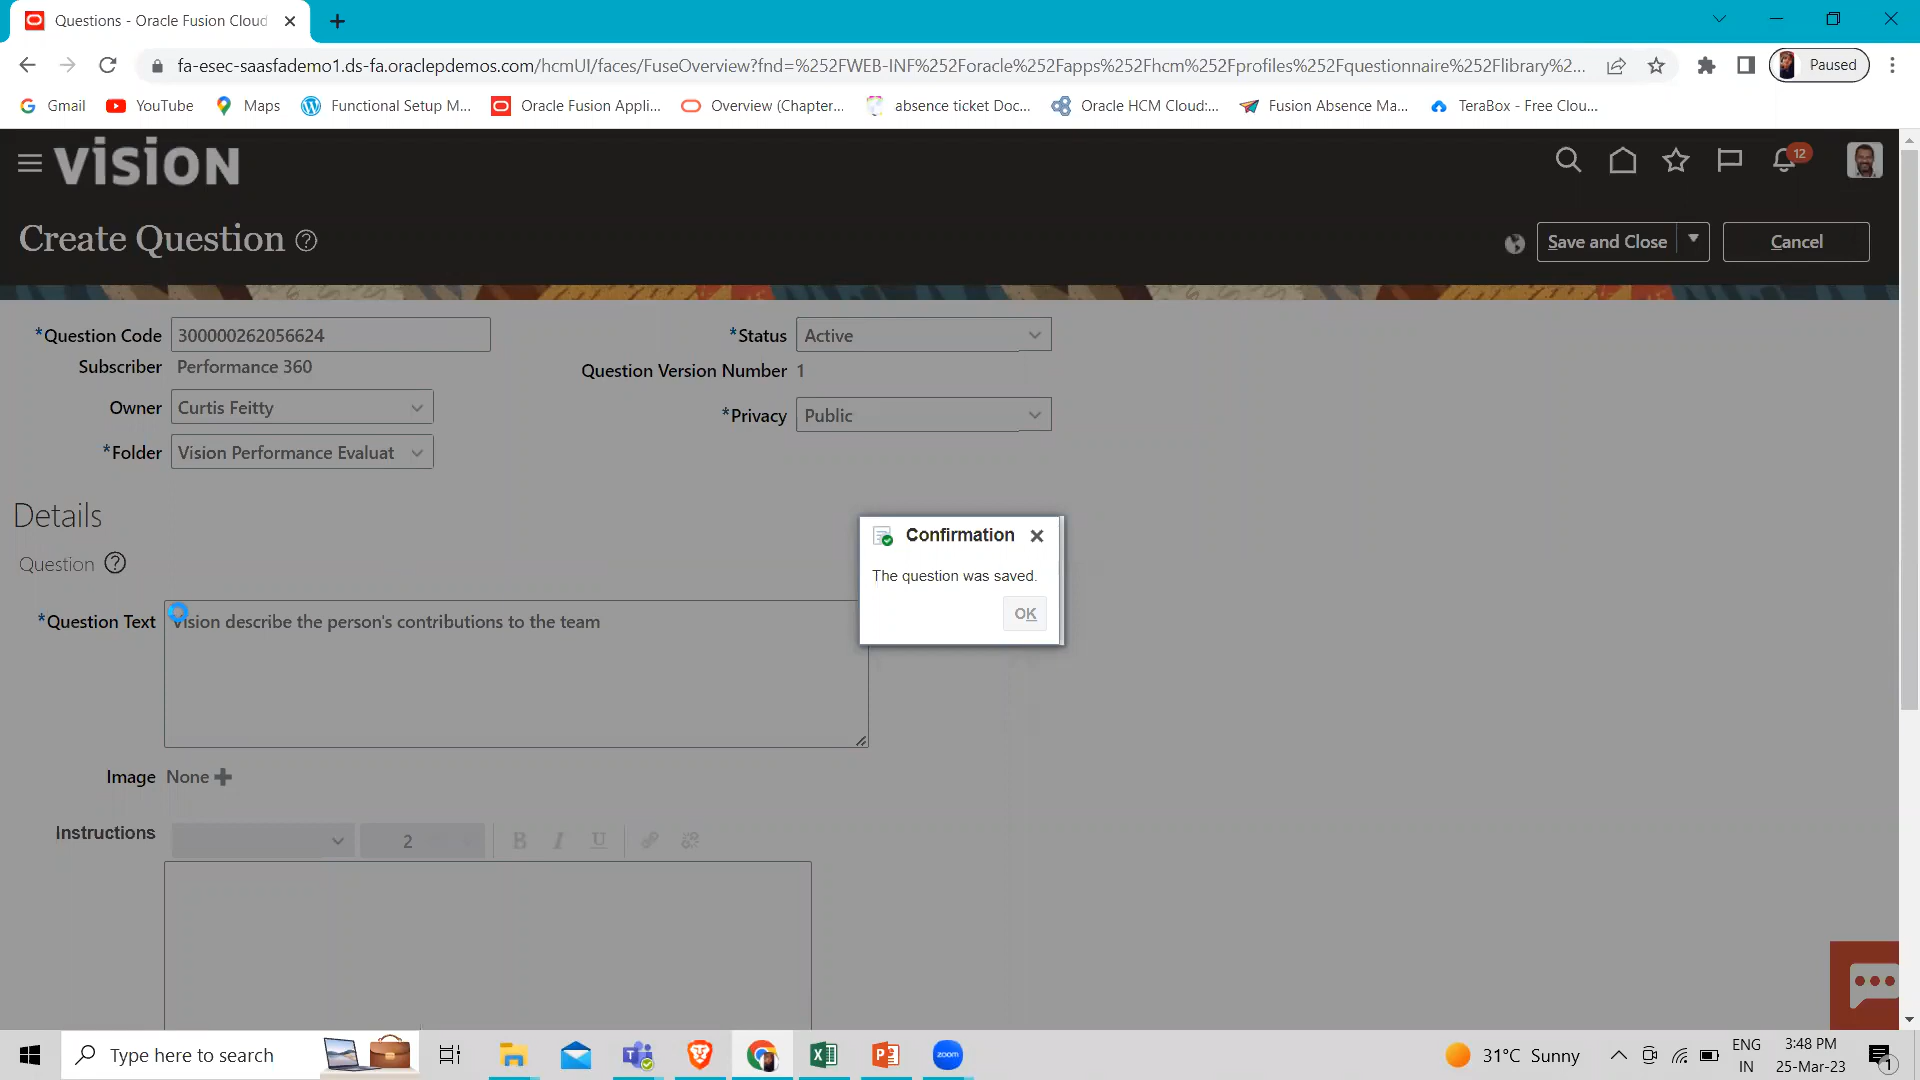 Questions - Oracle Fusion Cloud
fa-esec-saasfademo1.ds-fa.oraclepdemos.com/hcmUI/faces/FuseOverview?fnd=%252FWEB-INF%252Foracle%252Fapps%252Fhcm%252Fprofiles%252Fquestionnaire%252Flibrary%2...
Paused
Gmail YouTube Maps Functional Setup M... Oracle Fusion Appli... Overview (Chapter... absence ticket Doc... Oracle HCM Cloud:... Fusion Absence Ma... TeraBox - Free Clou...
VISION
12
Create Question ?
Save and Close
Cancel
*Question Code 300000262056624
*Status Active
Subscriber Performance 360
Question Version Number 1
Owner Curtis Feitty
*Privacy Public
*Folder Vision Performance Evaluat
Details
Question ?
Confirmation
The question was saved.
OK
*Question Text Vision describe the person's contributions to the team
Image None
Instructions 2 B I U
Type here to search
zoom
31°C Sunny
ENG
IN
3:48 PM
25-Mar-23
1